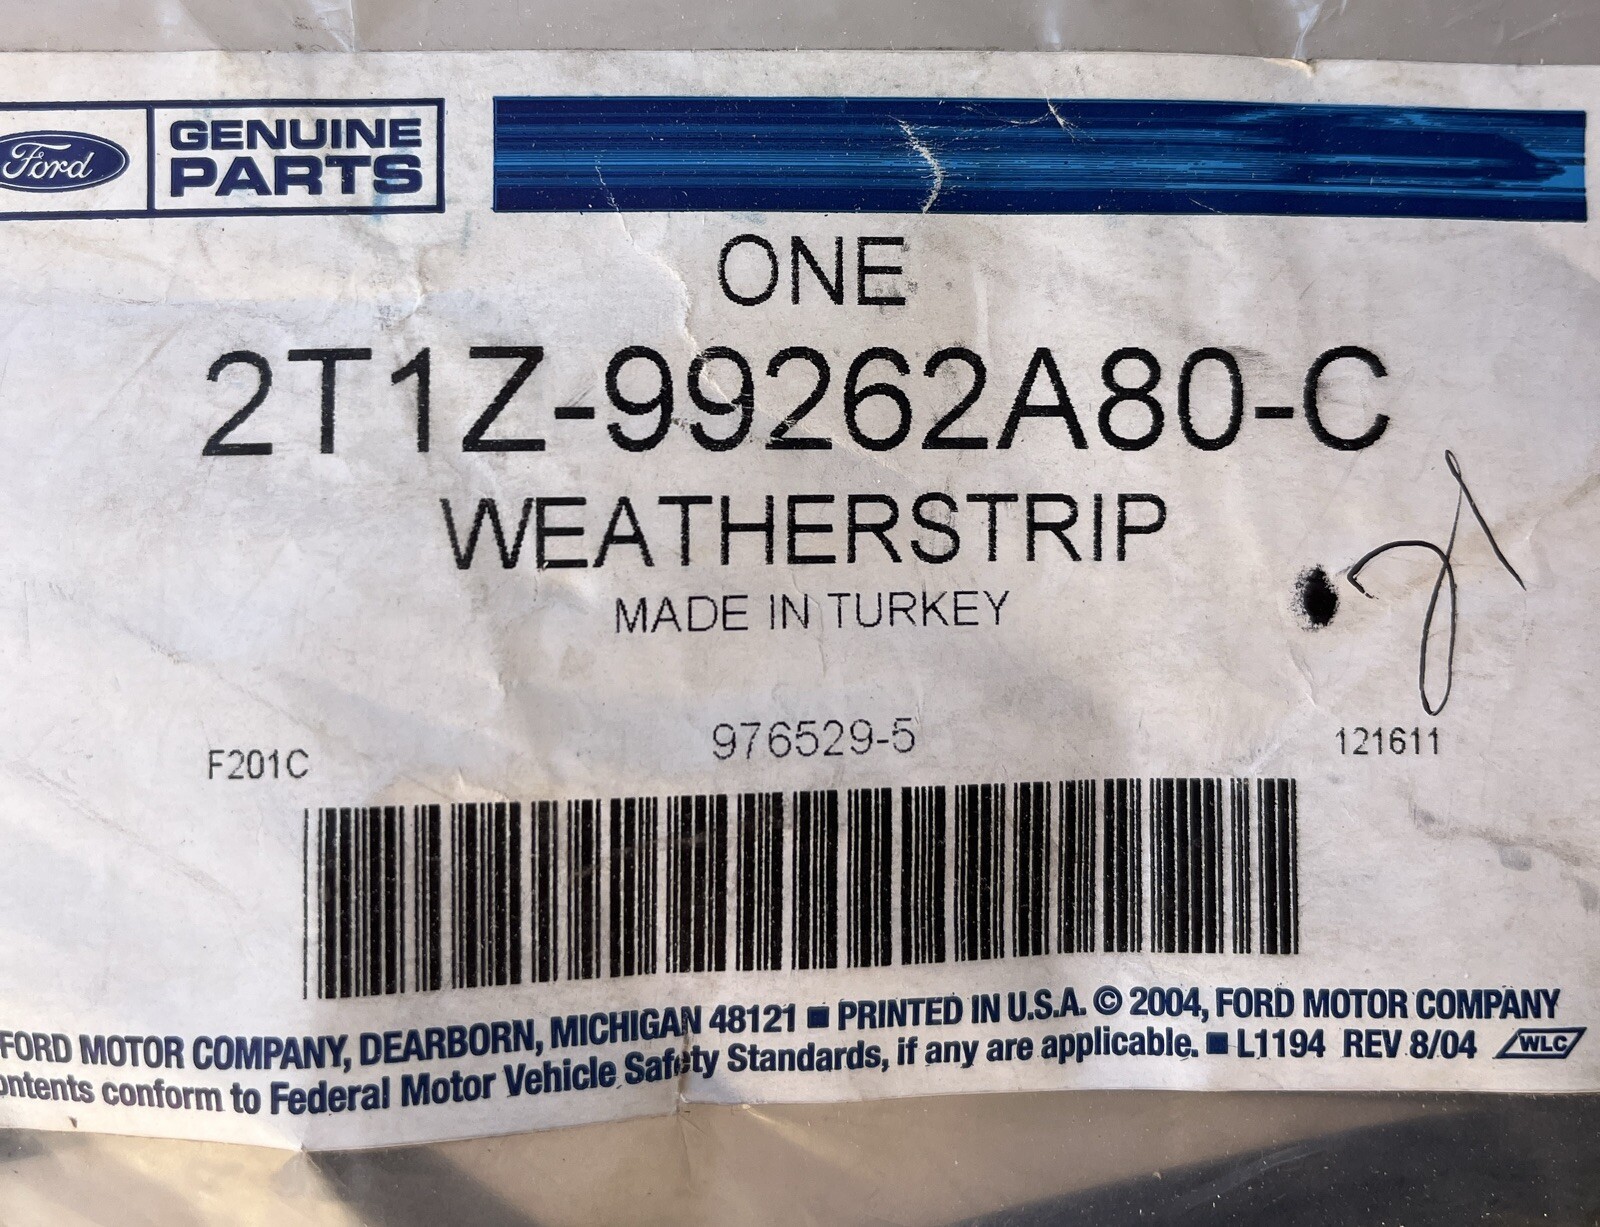 Ford
GENUINE
PARTS
ONE
2T1Z-99262A80-C
WEATHERSTRIP
MADE IN TURKEY
976529-5
F201C
121611
FORD MOTOR COMPANY, DEARBORN, MICHIGAN 48121 ■ PRINTED IN U.S.A. © 2004, FORD MOTOR COMPANY
ontents conform to Federal Motor Vehicle Safety Standards, if any are applicable. ■ L1194 REV 8/04 WLC